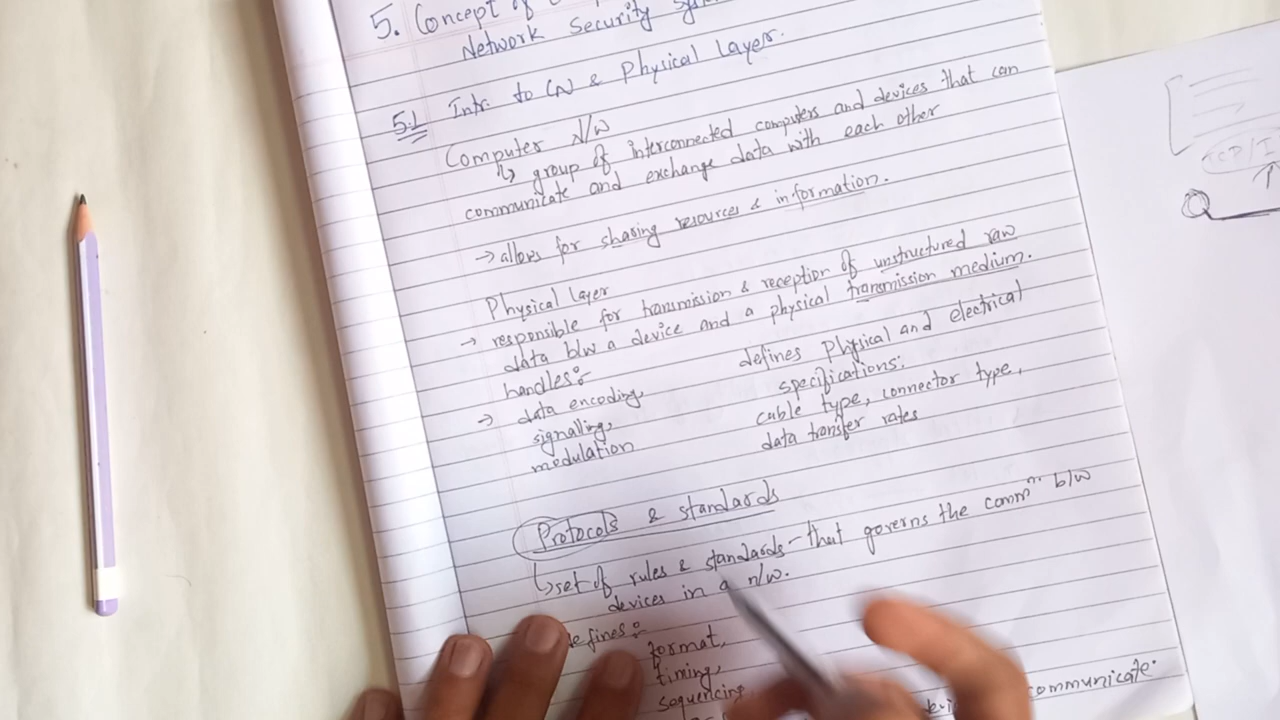 5. Concept of
Network Security
5.1 Intr. to CN & Physical Layer.
Computer N/W
↳ group of interconnected computers and devices that can
communicate and exchange data with each other
→ allows for sharing resources & information.
Physical layer
→ responsible for transmission & reception of unstructured raw
data b/w a device and a physical transmission medium.
handles:-
→ data encoding,
signalling,
modulation
defines physical and electrical
specifications:
cable type, connector type,
data transfer rates
Protocols & standards
↳ set of rules & standards - that governs the comm^n. b/w
devices in a n/w.
efines:
format,
timing,
sequencing
communicate.
TCP/I